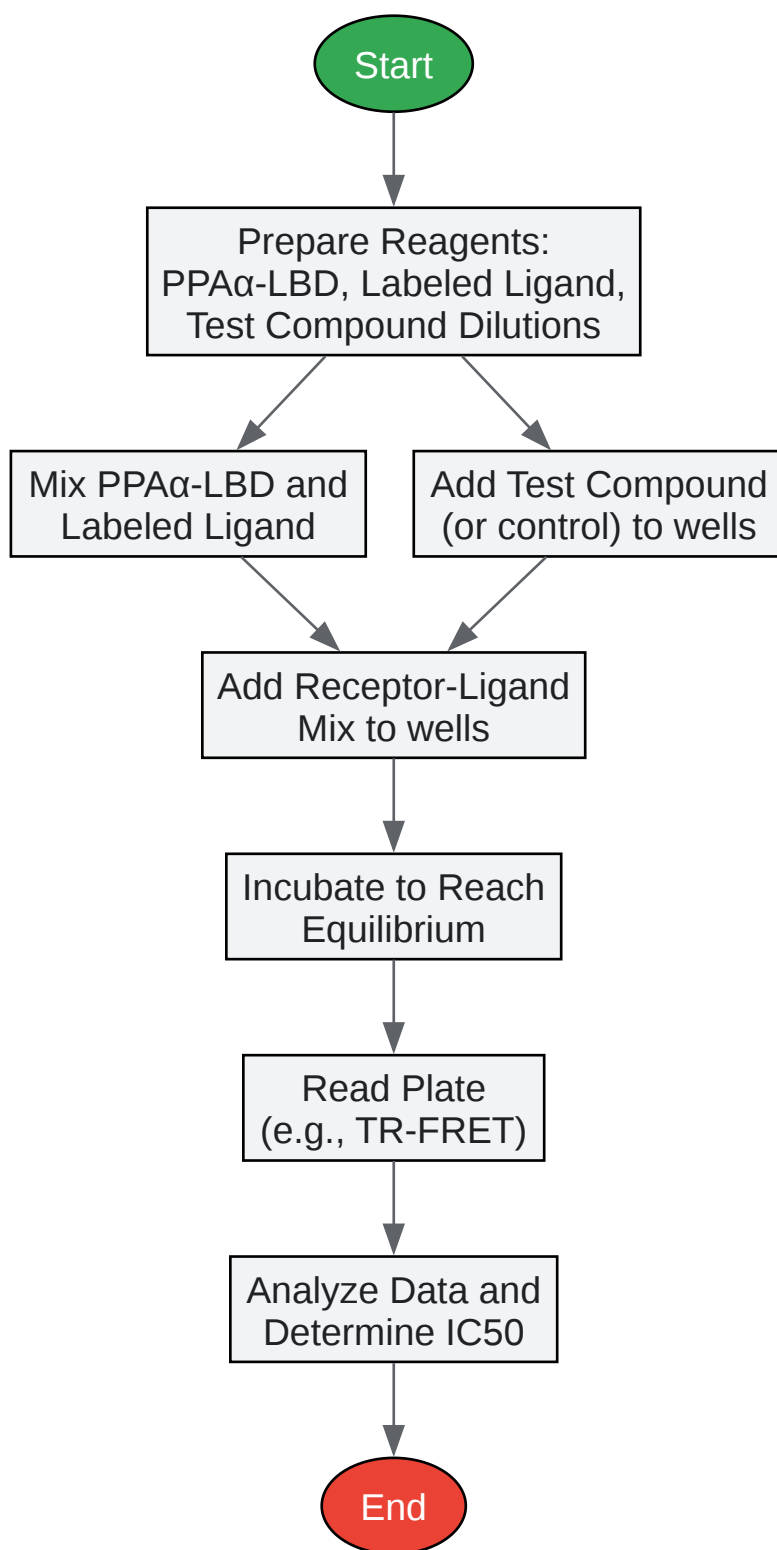 Start
Prepare Reagents:
PPAα-LBD, Labeled Ligand,
Test Compound Dilutions
Mix PPAα-LBD and
Labeled Ligand
Add Test Compound
(or control) to wells
Add Receptor-Ligand
Mix to wells
Incubate to Reach
Equilibrium
Read Plate
(e.g., TR-FRET)
Analyze Data and
Determine IC50
End